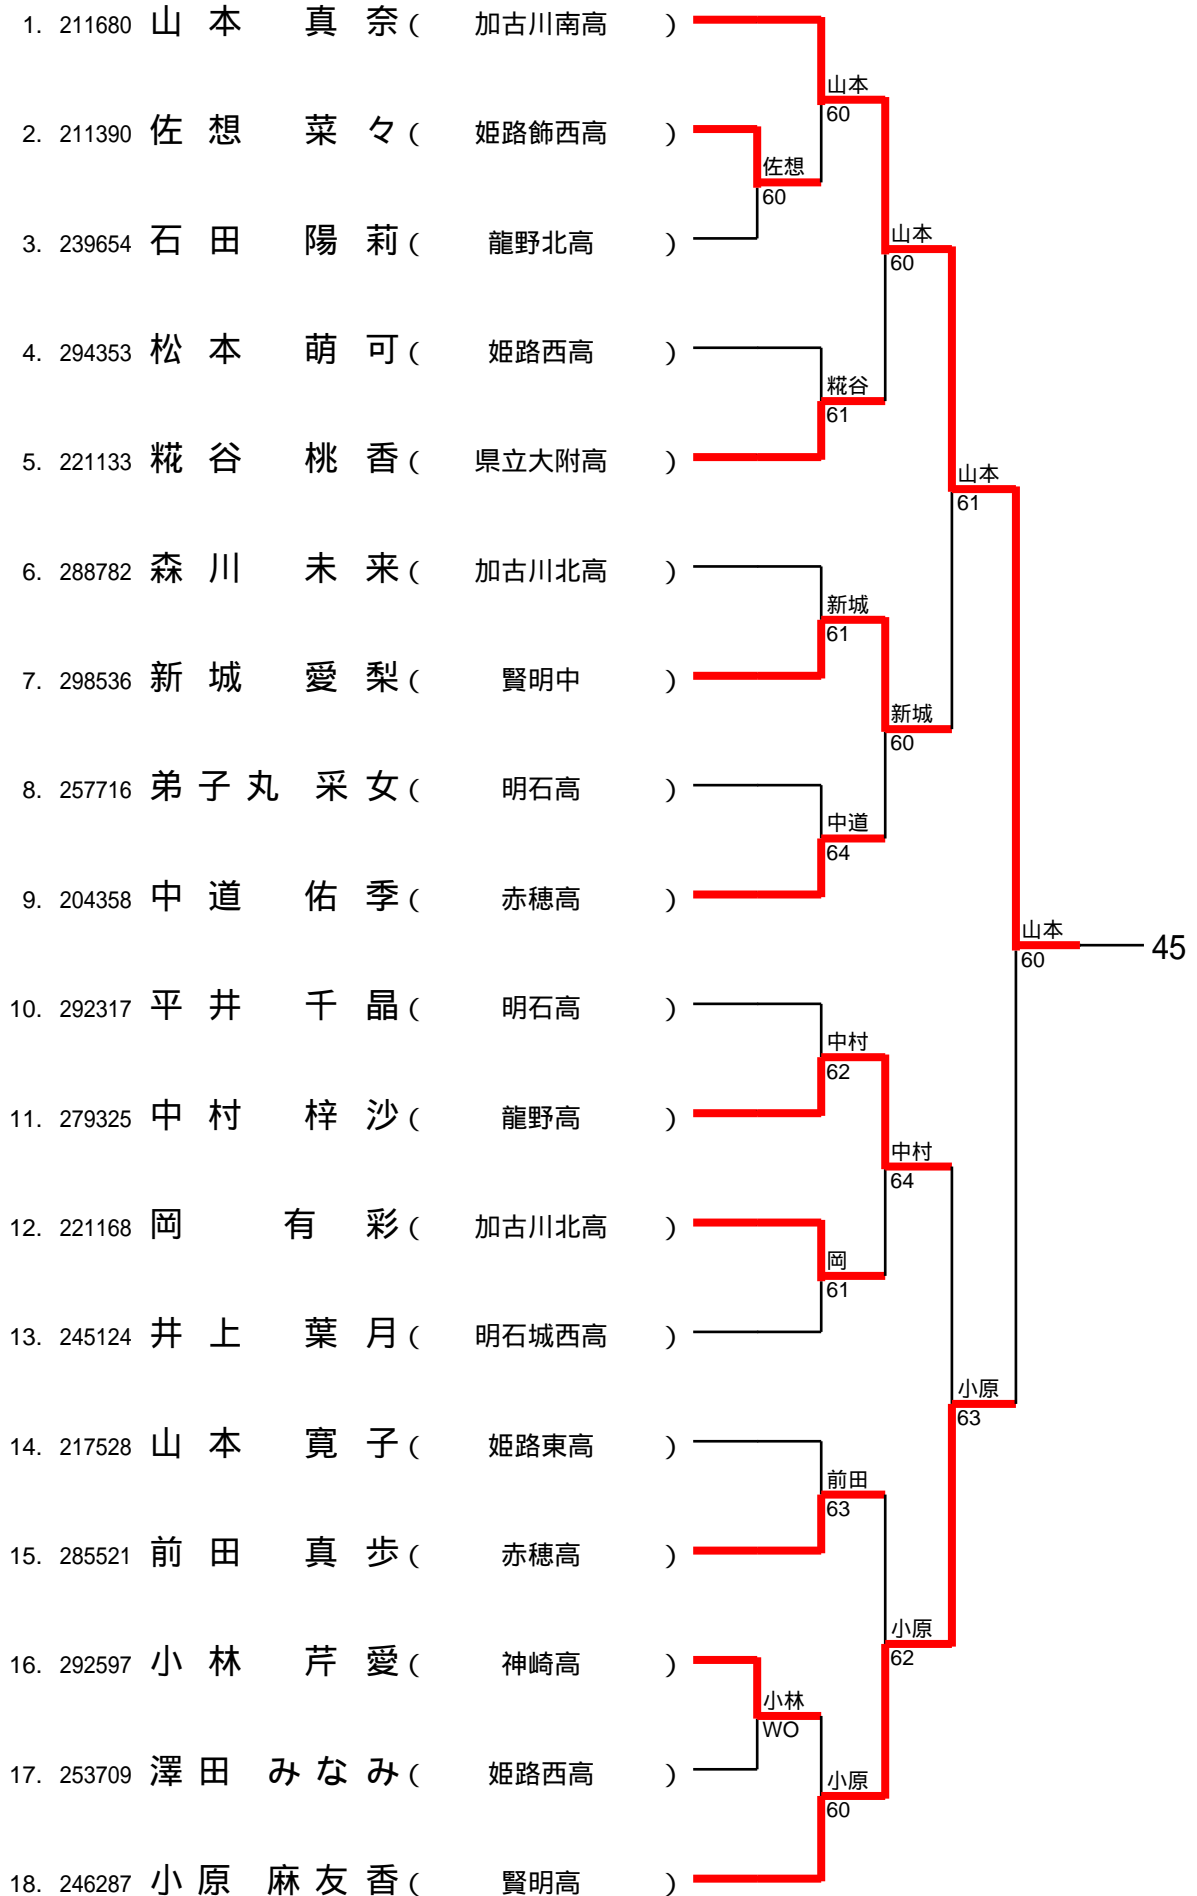 1. 211680 山本 真奈 ( 加古川南高 )
山本
60
2. 211390 佐想 菜々 ( 姫路飾西高 )
佐想
60
3. 239654 石田 陽莉 ( 龍野北高 )
山本
60
4. 294353 松本 萌可 ( 姫路西高 )
糀谷
61
5. 221133 糀谷 桃香 ( 県立大附高 )
山本
61
6. 288782 森川 未来 ( 加古川北高 )
新城
61
7. 298536 新城 愛梨 ( 賢明中 )
新城
60
8. 257716 弟子丸 采女 ( 明石高 )
中道
64
9. 204358 中道 佑季 ( 赤穂高 )
山本
60
45
10. 292317 平井 千晶 ( 明石高 )
中村
62
11. 279325 中村 梓沙 ( 龍野高 )
中村
64
12. 221168 岡 有彩 ( 加古川北高 )
岡
61
13. 245124 井上 葉月 ( 明石城西高 )
小原
63
14. 217528 山本 寛子 ( 姫路東高 )
前田
63
15. 285521 前田 真歩 ( 赤穂高 )
小原
62
16. 292597 小林 芹愛 ( 神崎高 )
小林
WO
17. 253709 澤田 みなみ ( 姫路西高 )
小原
60
18. 246287 小原 麻友香 ( 賢明高 )